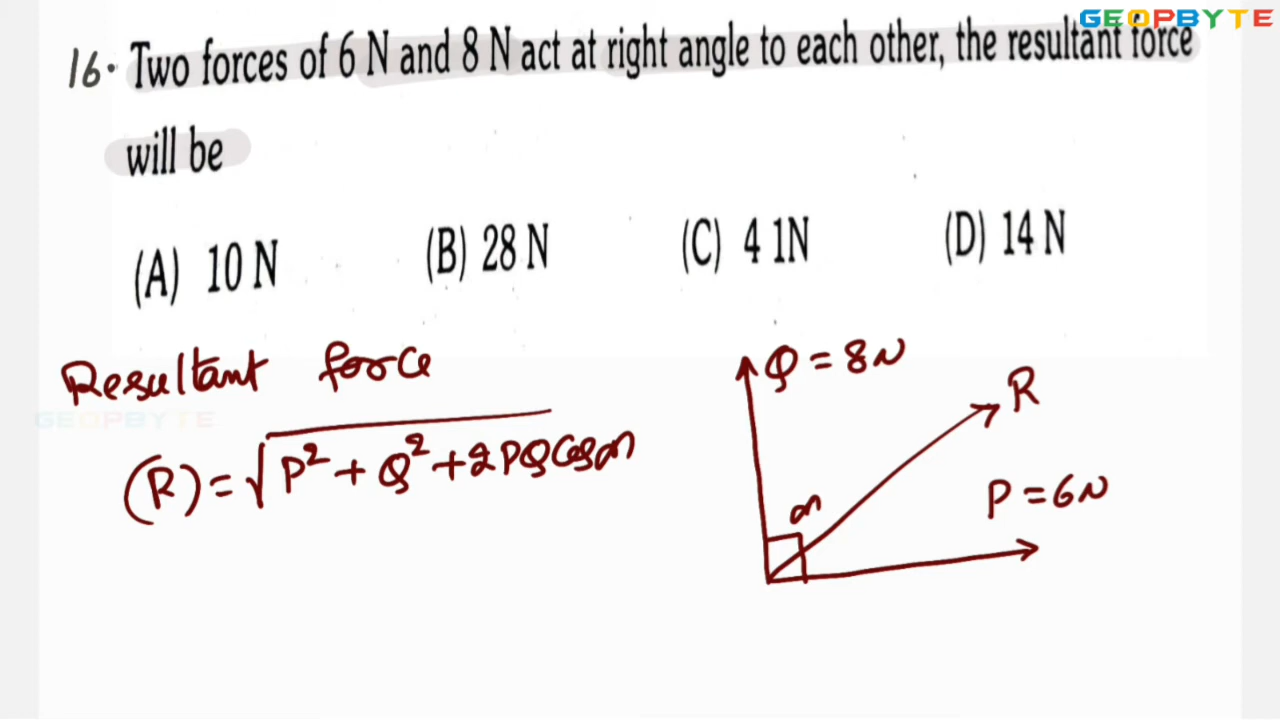 GEOPBYTE
16. Two forces of 6 N and 8 N act at right angle to each other, the resultant force
will be
(A) 10 N (B) 28 N (C) 4 1N (D) 14 N
Resultant force
GEOPBYTE
(R) = √P² + Q² + 2PQ Cos
Q = 8N
R
P = 6N